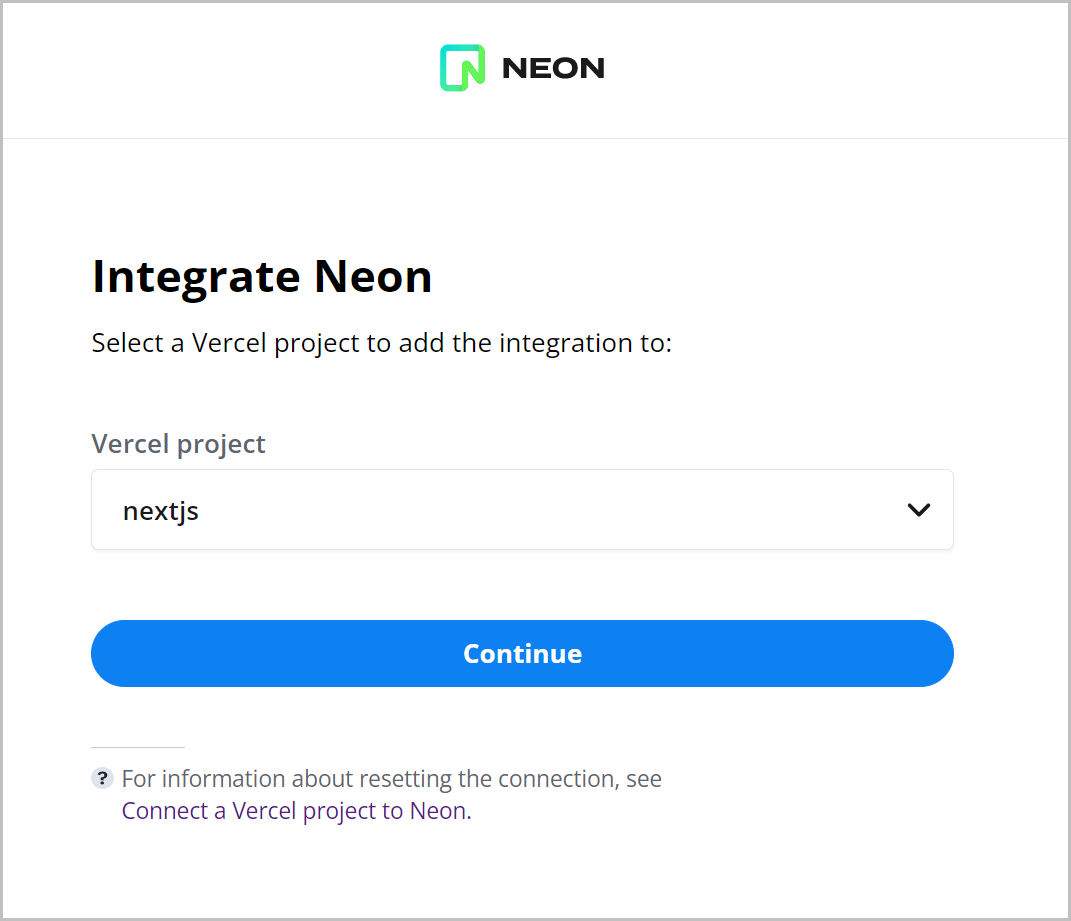 NEON
Integrate Neon
Select a Vercel project to add the integration to:
Vercel project
nextjs
Continue
? For information about resetting the connection, see
Connect a Vercel project to Neon.